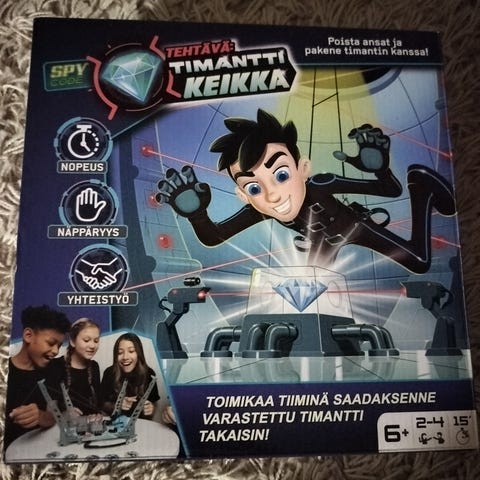 SPY
CODE
TEHTÄVÄ:
TIMANTTI
KEIKKA
Poista ansat ja
pakene timantin kanssa!
NOPEUS
NÄPPÄRYYS
YHTEISTYÖ
TOIMIKAA TIIMINÄ SAADAKSENNE
VARASTETTU TIMANTTI
TAKAISIN!
6+ 2-4 15'